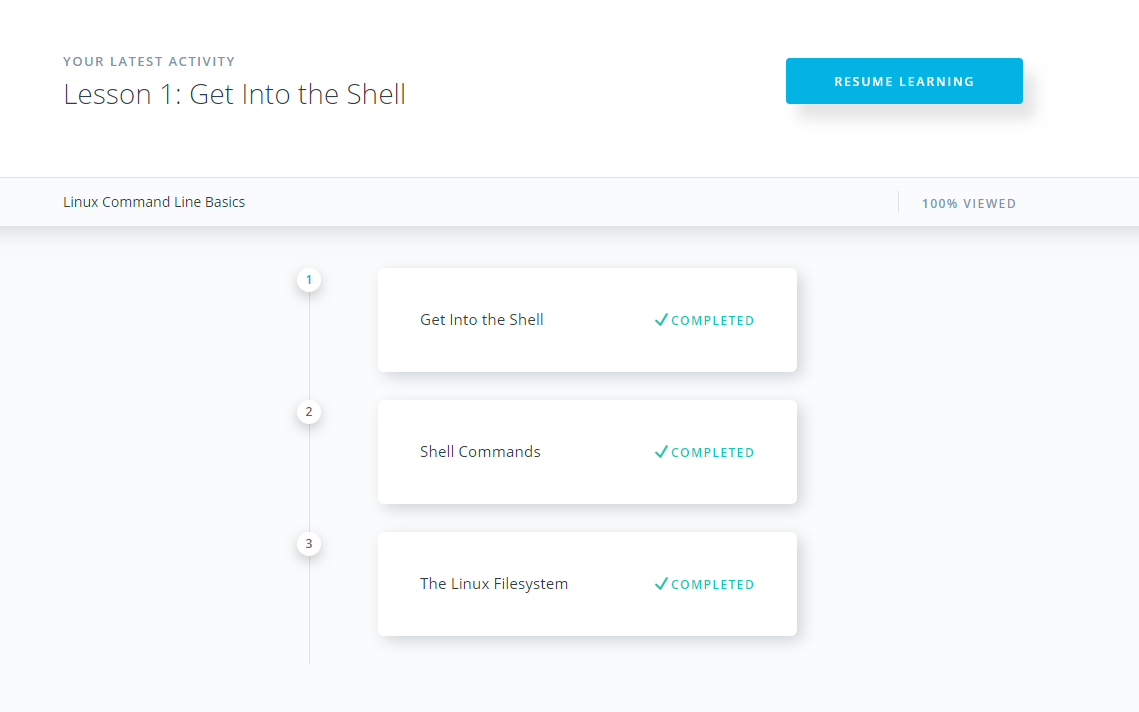 YOUR LATEST ACTIVITY
Lesson 1: Get Into the Shell
RESUME LEARNING
Linux Command Line Basics
100% VIEWED
1
Get Into the Shell
COMPLETED
2
Shell Commands
COMPLETED
3
The Linux Filesystem
COMPLETED